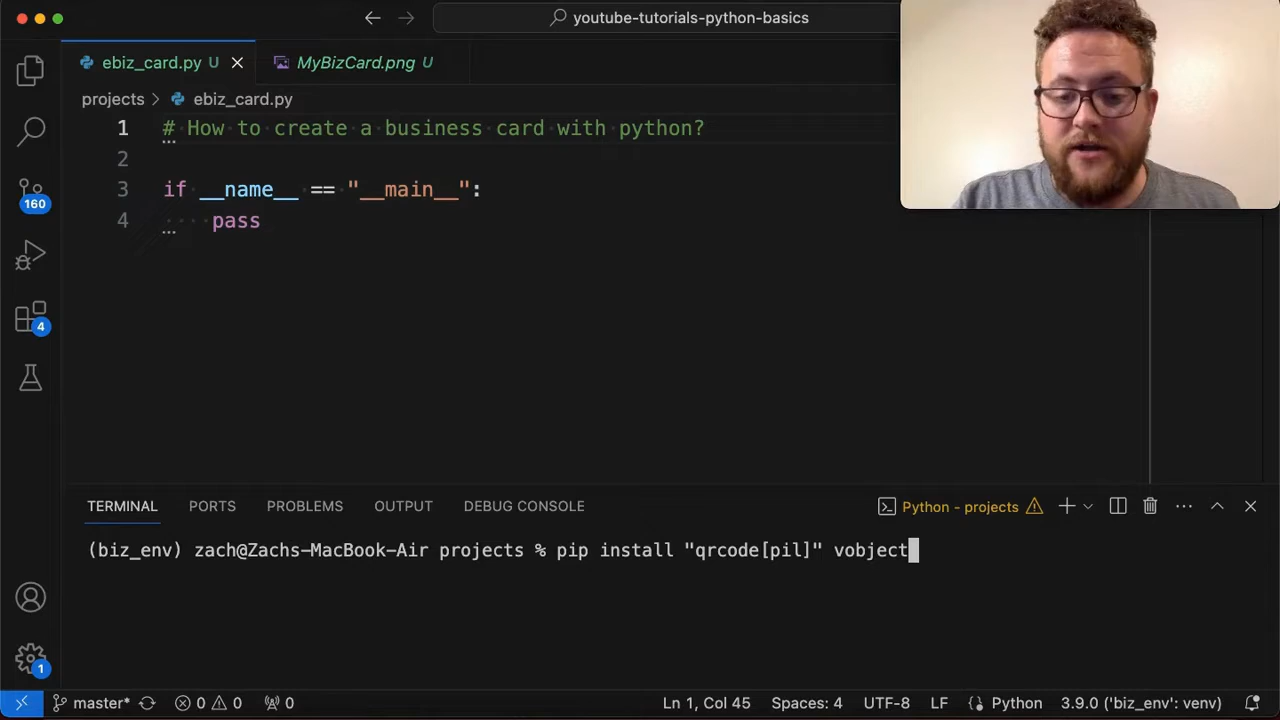 youtube-tutorials-python-basics
ebiz_card.py U
MyBizCard.png U
projects > ebiz_card.py
1 # How to create a business card with python?
2
3 if __name__ == "__main__":
4 pass
160
4
TERMINAL PORTS PROBLEMS OUTPUT DEBUG CONSOLE Python - projects
(biz_env) zach@Zachs-MacBook-Air projects % pip install "qrcode[pil]" vobject
1
master* 0 0 0 Ln 1, Col 45 Spaces: 4 UTF-8 LF Python 3.9.0 ('biz_env': venv)